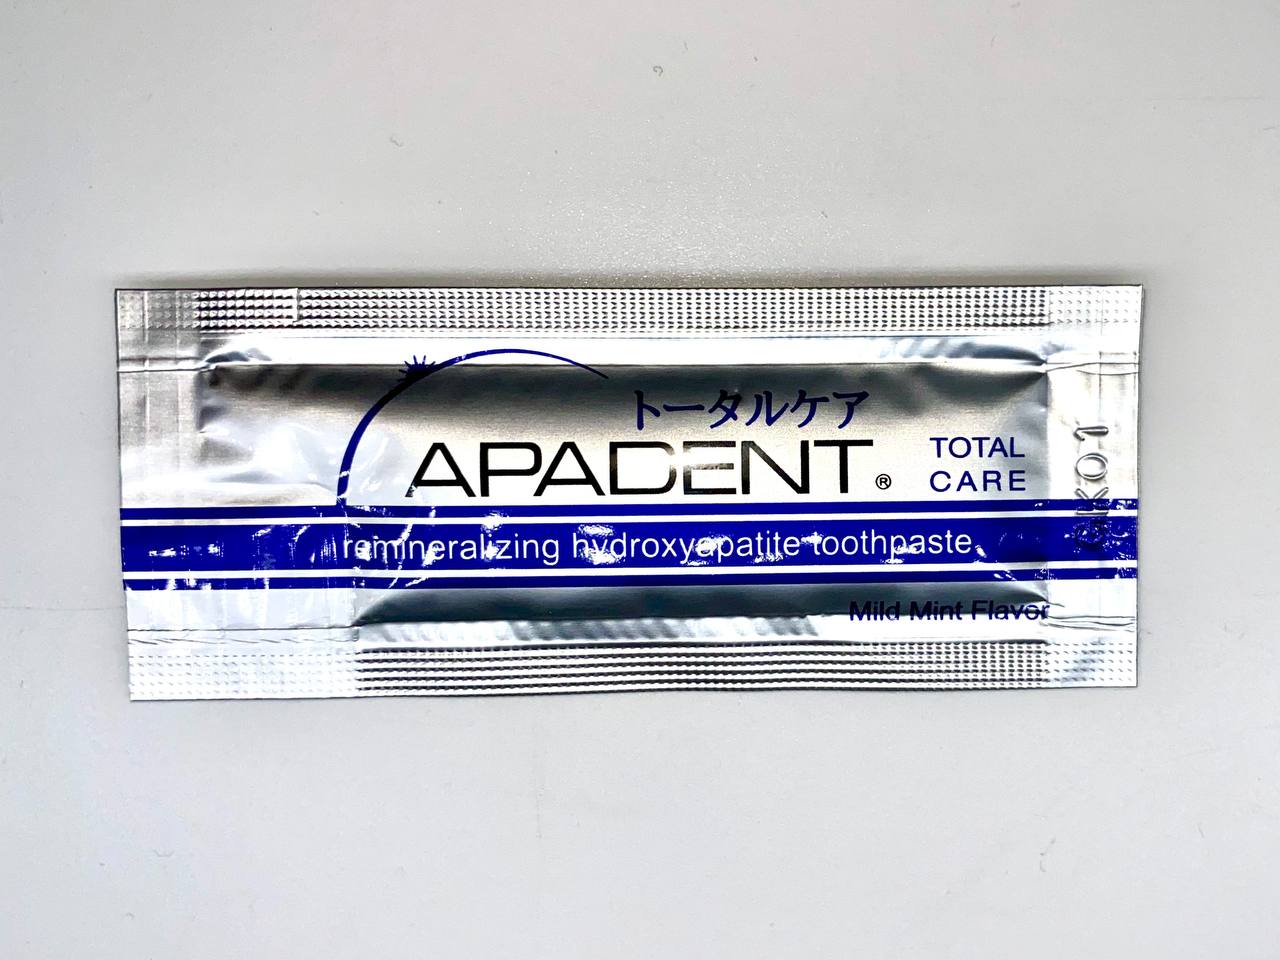 トータルケア
APADENT®
TOTAL
CARE
remineralizing hydroxyapatite toothpaste
Mild Mint Flavor